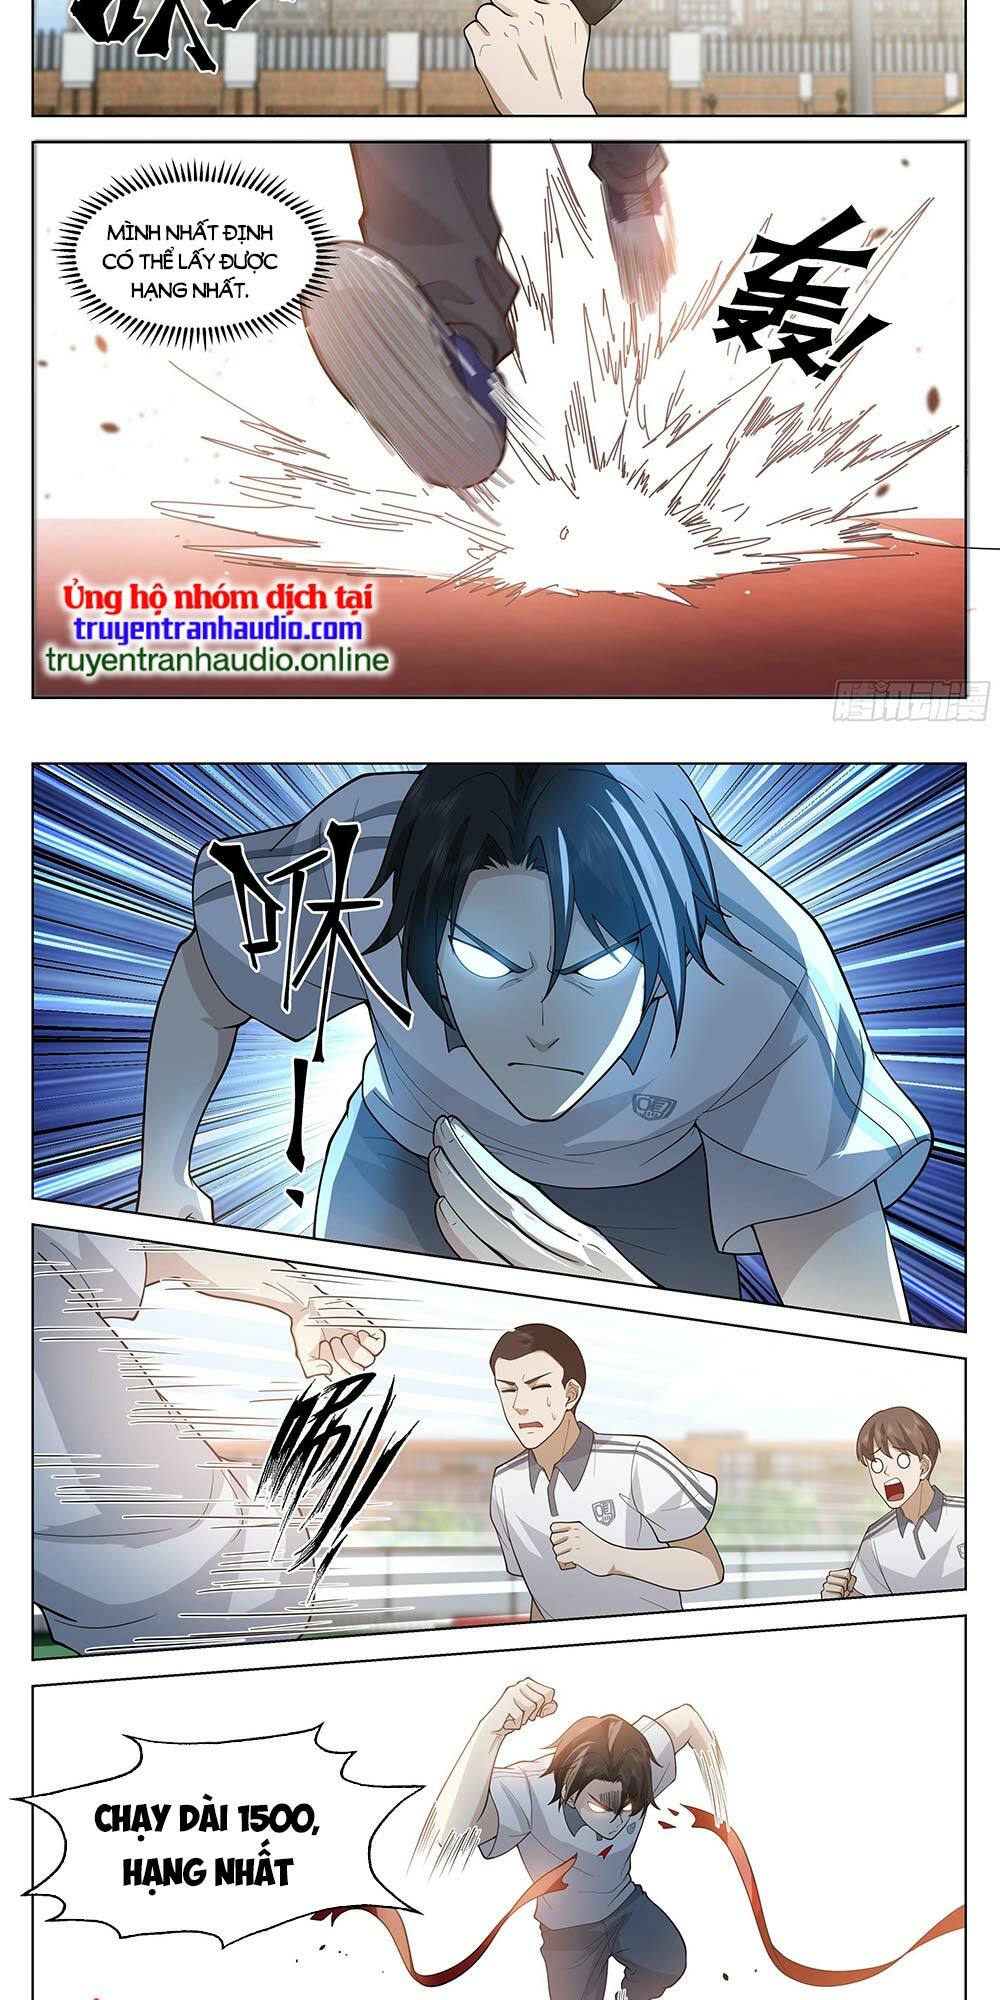 MÌNH NHẤT ĐỊNH
CÓ THỂ LẤY ĐƯỢC
HẠNG NHẤT.
轰!
Ủng hộ nhóm dịch tại
truyentranhaudio.com
truyentranhaudio.online
腾讯动漫
咻!
唰!
CHẠY DÀI 1500,
HẠNG NHẤT